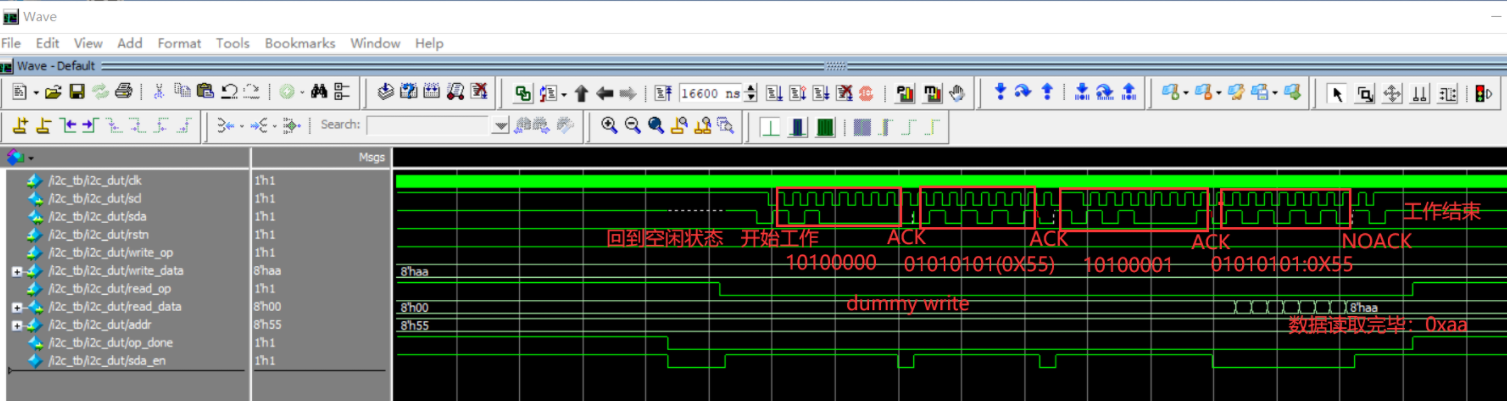 Wave
File Edit View Add Format Tools Bookmarks Window Help
Wave - Default
16600 ns
Search:
Msgs
/i2c_tb/i2c_dut/clk 1'h1
/i2c_tb/i2c_dut/scl 1'h1
/i2c_tb/i2c_dut/sda 1'h1
工作结束
/i2c_tb/i2c_dut/rstn 1'h1
回到空闲状态 开始工作 ACK ACK ACK NOACK
/i2c_tb/i2c_dut/write_op 1'h1
10100000 01010101(0X55) 10100001 01010101:0X55
/i2c_tb/i2c_dut/write_data 8'haa 8'haa
/i2c_tb/i2c_dut/read_op 1'h1
dummy write
/i2c_tb/i2c_dut/read_data 8'h00 8'h00 8'haa
/i2c_tb/i2c_dut/addr 8'h55 8'h55
数据读取完毕：0xaa
/i2c_tb/i2c_dut/op_done 1'h1
/i2c_tb/i2c_dut/sda_en 1'h1